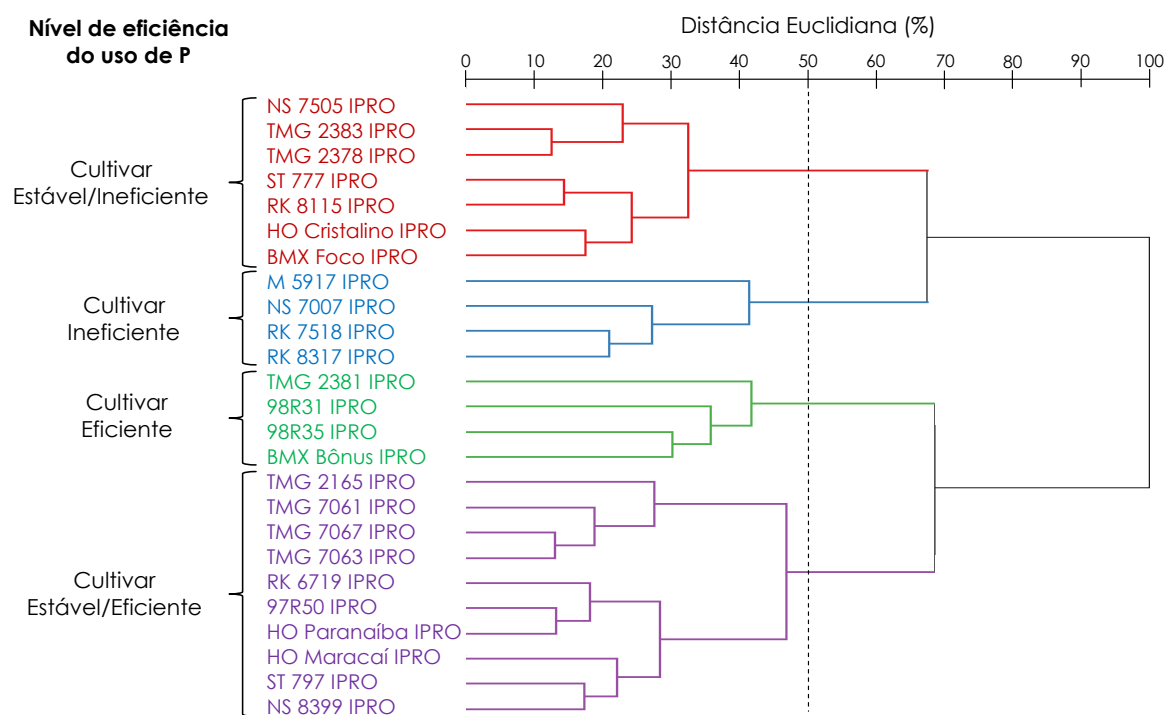 Nível de eficiência
do uso de P
Distância Euclidiana (%)
0 10 20 30 40 50 60 70 80 90 100
Cultivar
Estável/Ineficiente
NS 7505 IPRO
TMG 2383 IPRO
TMG 2378 IPRO
ST 777 IPRO
RK 8115 IPRO
HO Cristalino IPRO
BMX Foco IPRO
Cultivar
Ineficiente
M 5917 IPRO
NS 7007 IPRO
RK 7518 IPRO
RK 8317 IPRO
Cultivar
Eficiente
TMG 2381 IPRO
98R31 IPRO
98R35 IPRO
BMX Bônus IPRO
Cultivar
Estável/Eficiente
TMG 2165 IPRO
TMG 7061 IPRO
TMG 7067 IPRO
TMG 7063 IPRO
RK 6719 IPRO
97R50 IPRO
HO Paranaíba IPRO
HO Maracaí IPRO
ST 797 IPRO
NS 8399 IPRO